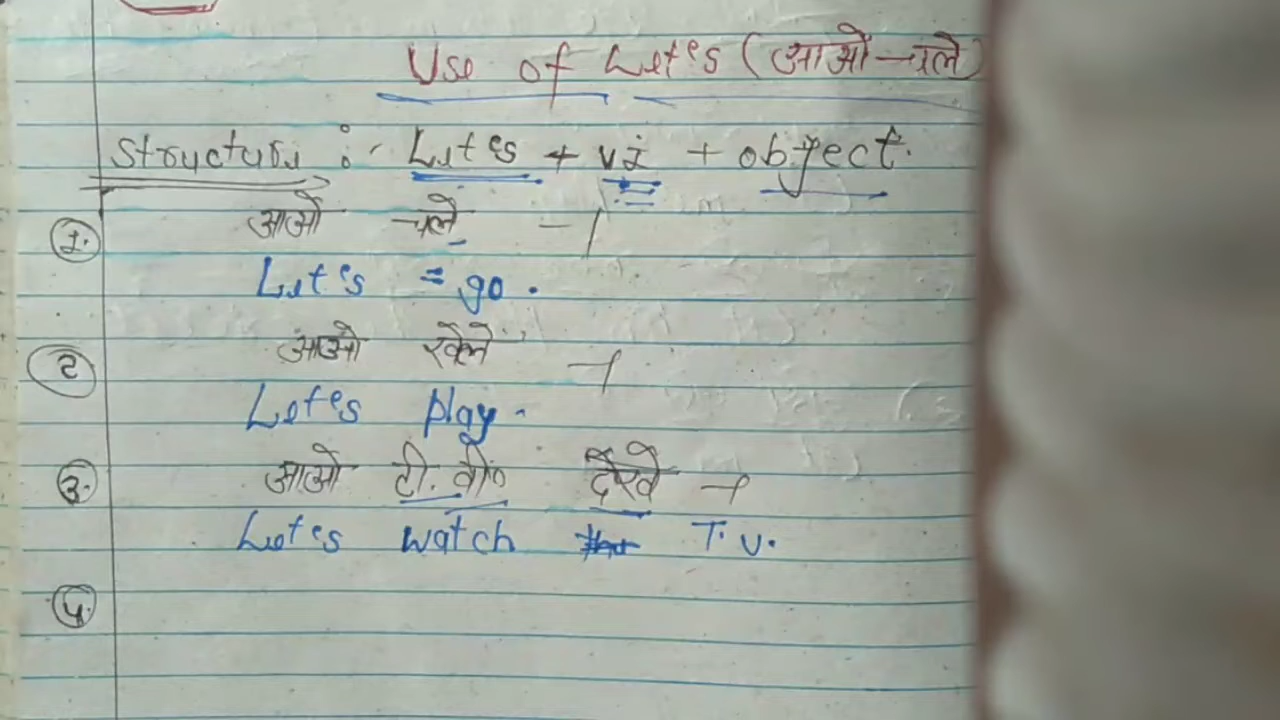 Use of Let's (आओ चले)
Structure :- Let's + v1 + object.
1. आओ चले -।
Let's = go.
2 आओ खेले -।
Let's play.
3. आओ टी. वी० देखे -।
Let's watch T.V.
4.